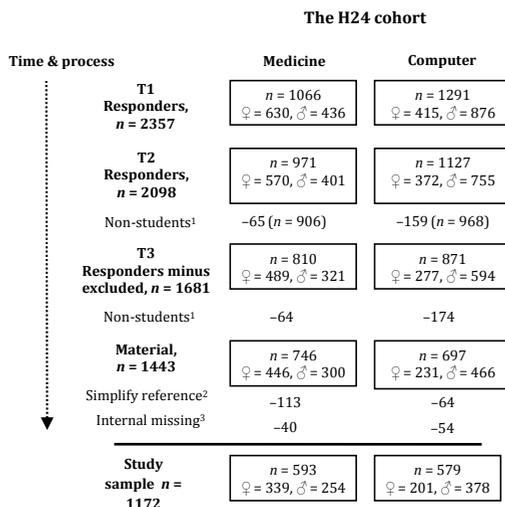 The H24 cohort
Time & process
Medicine
Computer
T1
Responders,
n = 2357
n = 1066
♀ = 630, ♂ = 436
n = 1291
♀ = 415, ♂ = 876
T2
Responders,
n = 2098
n = 971
♀ = 570, ♂ = 401
n = 1127
♀ = 372, ♂ = 755
Non-students¹
–65 (n = 906)
–159 (n = 968)
T3
Responders minus
excluded, n = 1681
n = 810
♀ = 489, ♂ = 321
n = 871
♀ = 277, ♂ = 594
Non-students¹
–64
–174
Material,
n = 1443
n = 746
♀ = 446, ♂ = 300
n = 697
♀ = 231, ♂ = 466
Simplify reference²
–113
–64
Internal missing³
–40
–54
Study
sample n =
1172
n = 593
♀ = 339, ♂ = 254
n = 579
♀ = 201, ♂ = 378